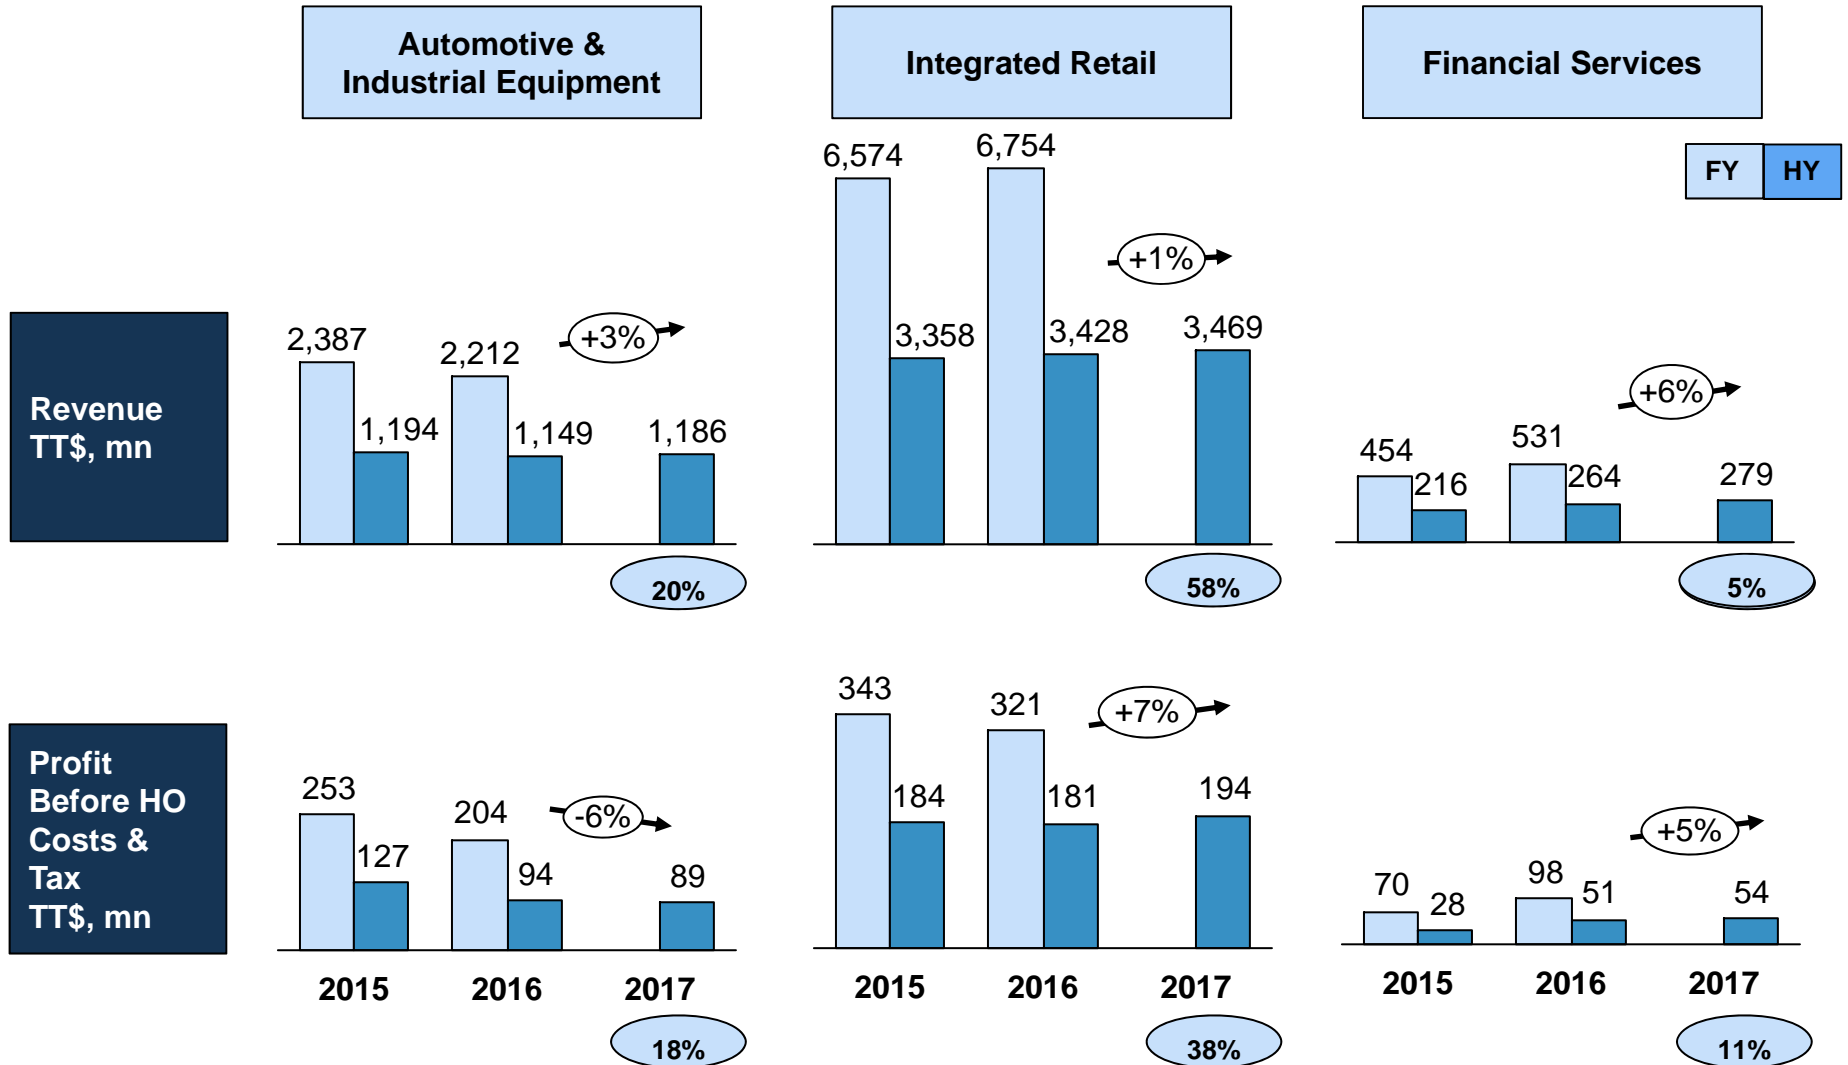 Automotive &
Industrial Equipment
Integrated Retail
Financial Services
FY HY
Revenue
TT$, mn
2,387
1,194
2,212
1,149
+3%
1,186
20%
6,574
3,358
6,754
3,428
+1%
3,469
58%
454
216
531
264
+6%
279
5%
Profit
Before HO
Costs &
Tax
TT$, mn
253
127
204
94
-6%
89
2015 2016 2017
18%
343
184
321
181
+7%
194
2015 2016 2017
38%
70
28
98
51
+5%
54
2015 2016 2017
11%